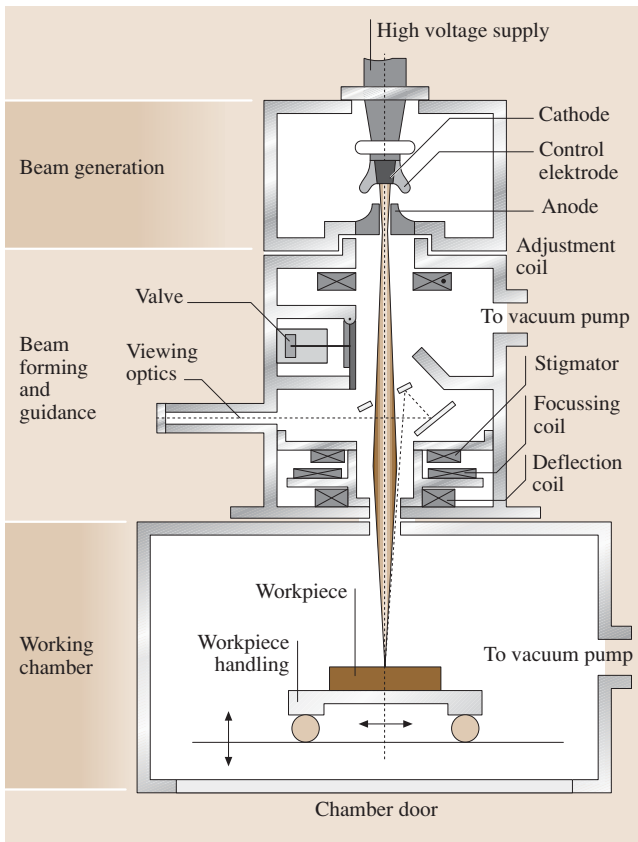 High voltage supply
Cathode
Control
elektrode
Beam generation
Anode
Adjustment
coil
Valve
To vacuum pump
Beam
forming
and
guidance
Viewing
optics
Stigmator
Focussing
coil
Deflection
coil
Workpiece
Working
chamber
Workpiece
handling
To vacuum pump
Chamber door